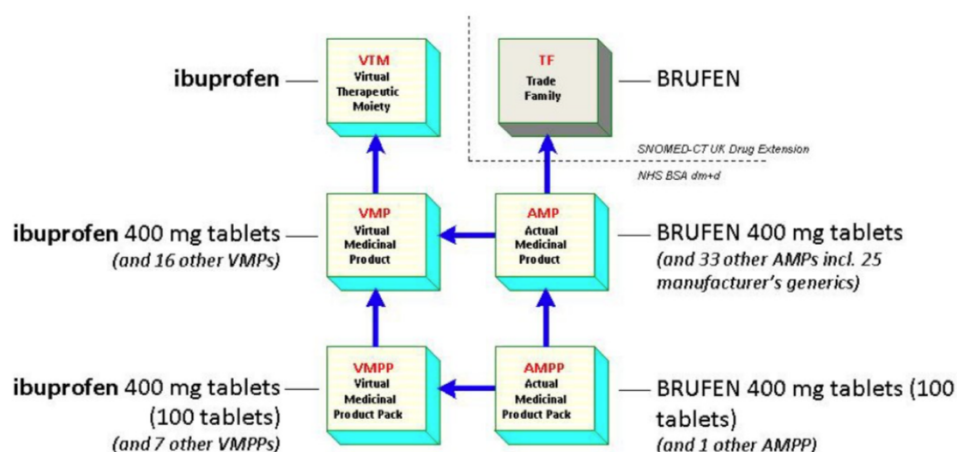 ibuprofen
VTM
Virtual
Therapeutic
Moiety
TF
Trade
Family
BRUFEN
SNOMED-CT UK Drug Extension
NHS BSA dm+d
ibuprofen 400 mg tablets
(and 16 other VMPs)
VMP
Virtual
Medicinal
Product
AMP
Actual
Medicinal
Product
BRUFEN 400 mg tablets
(and 33 other AMPs incl. 25
manufacturer's generics)
ibuprofen 400 mg tablets
(100 tablets)
(and 7 other VMPPs)
VMPP
Virtual
Medicinal
Product Pack
AMPP
Actual
Medicinal
Product Pack
BRUFEN 400 mg tablets (100
tablets)
(and 1 other AMPP)